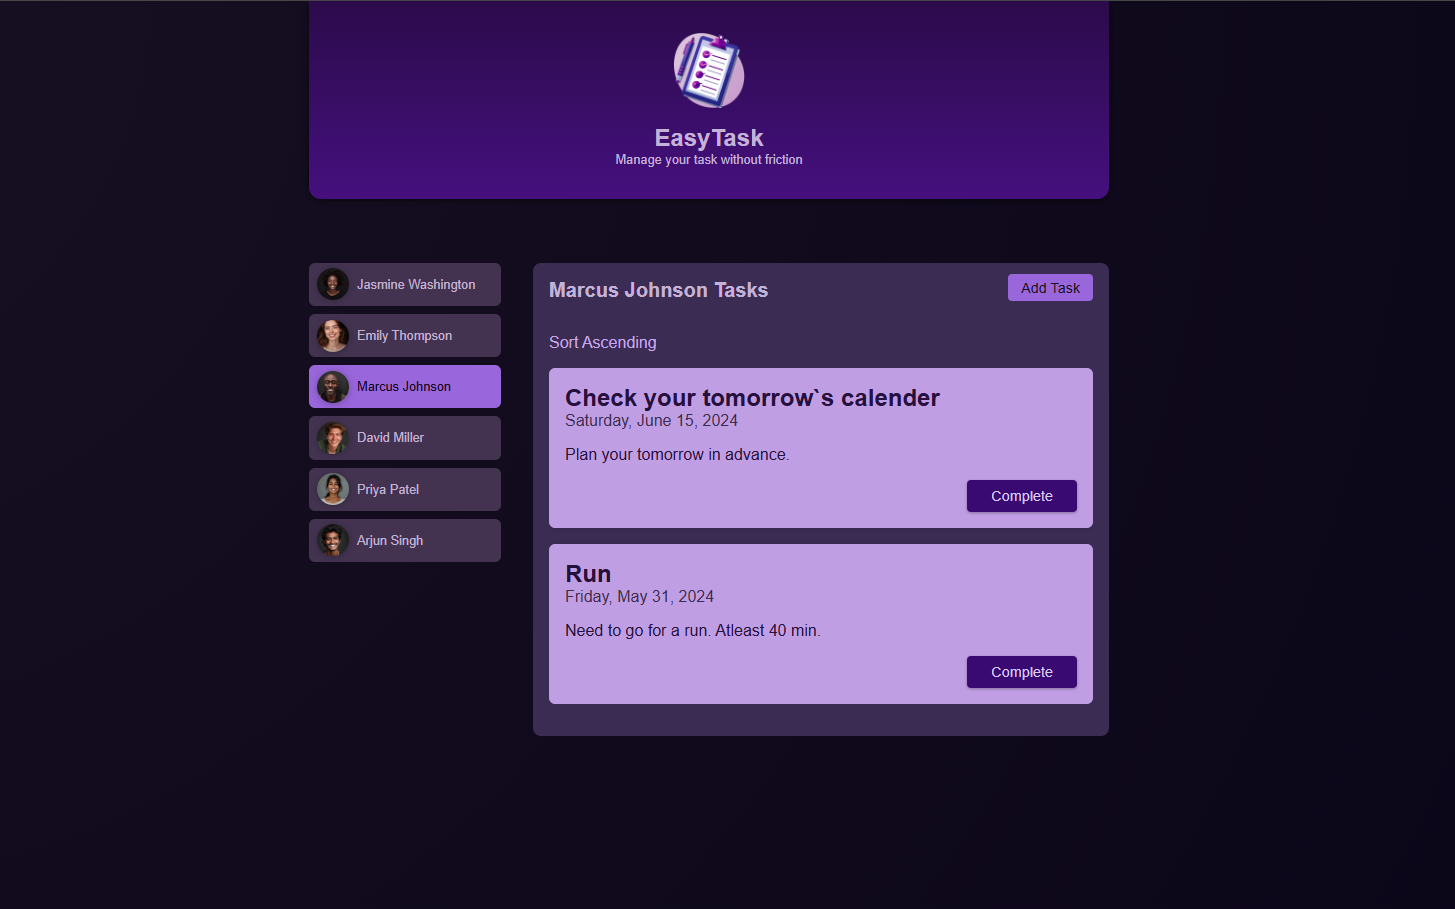 EasyTask
Manage your task without friction
Jasmine Washington
Emily Thompson
Marcus Johnson
David Miller
Priya Patel
Arjun Singh
Marcus Johnson Tasks
Add Task
Sort Ascending
Check your tomorrow`s calender
Saturday, June 15, 2024
Plan your tomorrow in advance.
Complete
Run
Friday, May 31, 2024
Need to go for a run. Atleast 40 min.
Complete